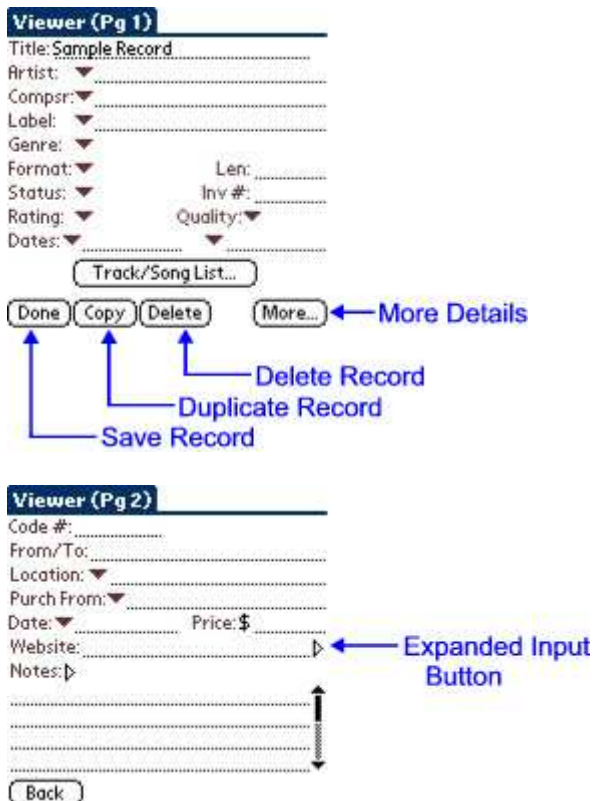 Viewer (Pg 1)
Title: Sample Record
Artist:
Compsr:
Label:
Genre:
Format: Len:
Status: Inv #:
Rating: Quality:
Dates:
Track/Song List...
Done Copy Delete More... More Details
Delete Record
Duplicate Record
Save Record
Viewer (Pg 2)
Code #:
From/To:
Location:
Purch From:
Date: Price: $
Website: Expanded Input
Notes: Button
Back